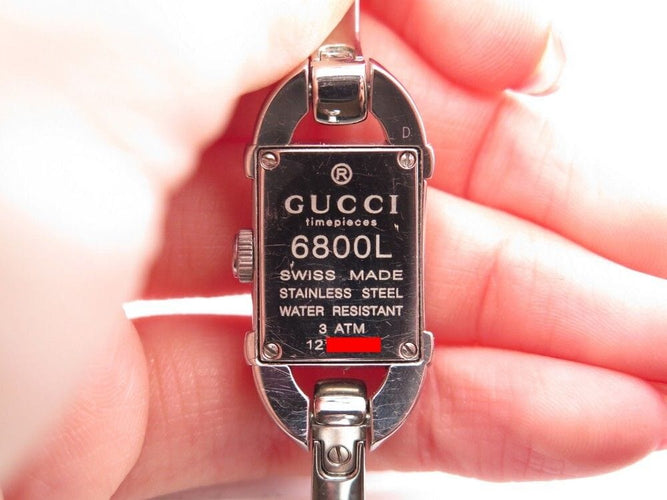 D
®
GUCCI
timepieces
6800L
SWISS MADE
STAINLESS STEEL
WATER RESISTANT
3 ATM
12